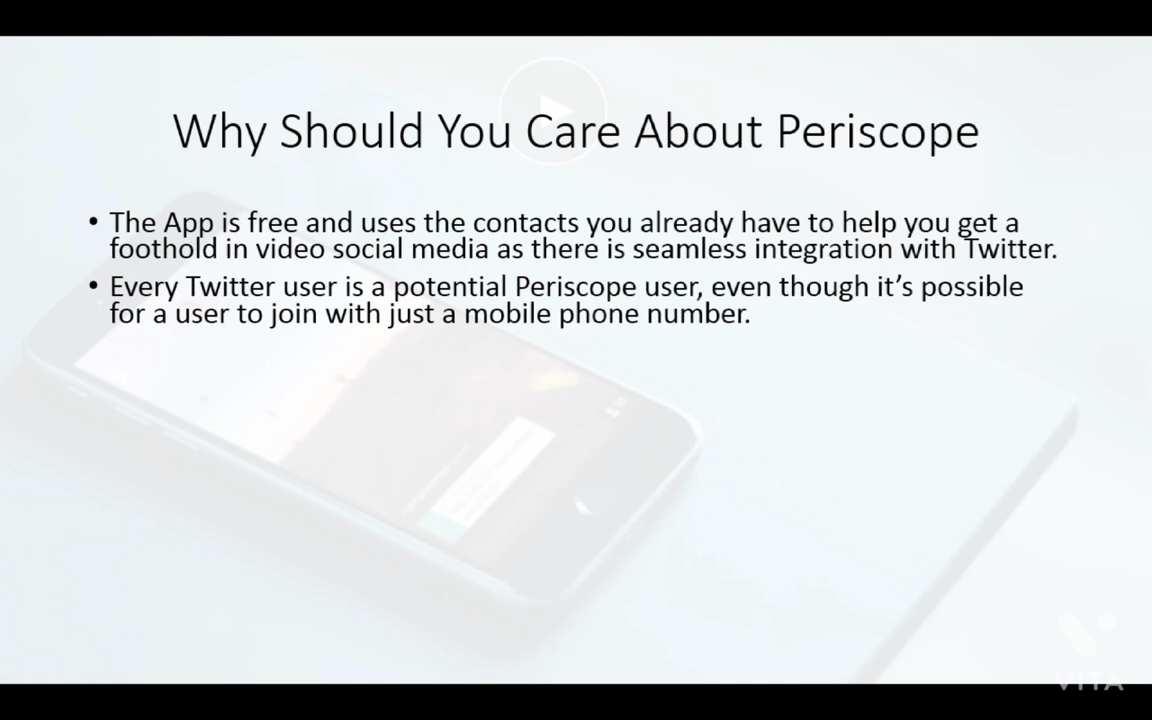 Why Should You Care About Periscope
• The App is free and uses the contacts you already have to help you get a
foothold in video social media as there is seamless integration with Twitter.
• Every Twitter user is a potential Periscope user, even though it’s possible
for a user to join with just a mobile phone number.
VITA